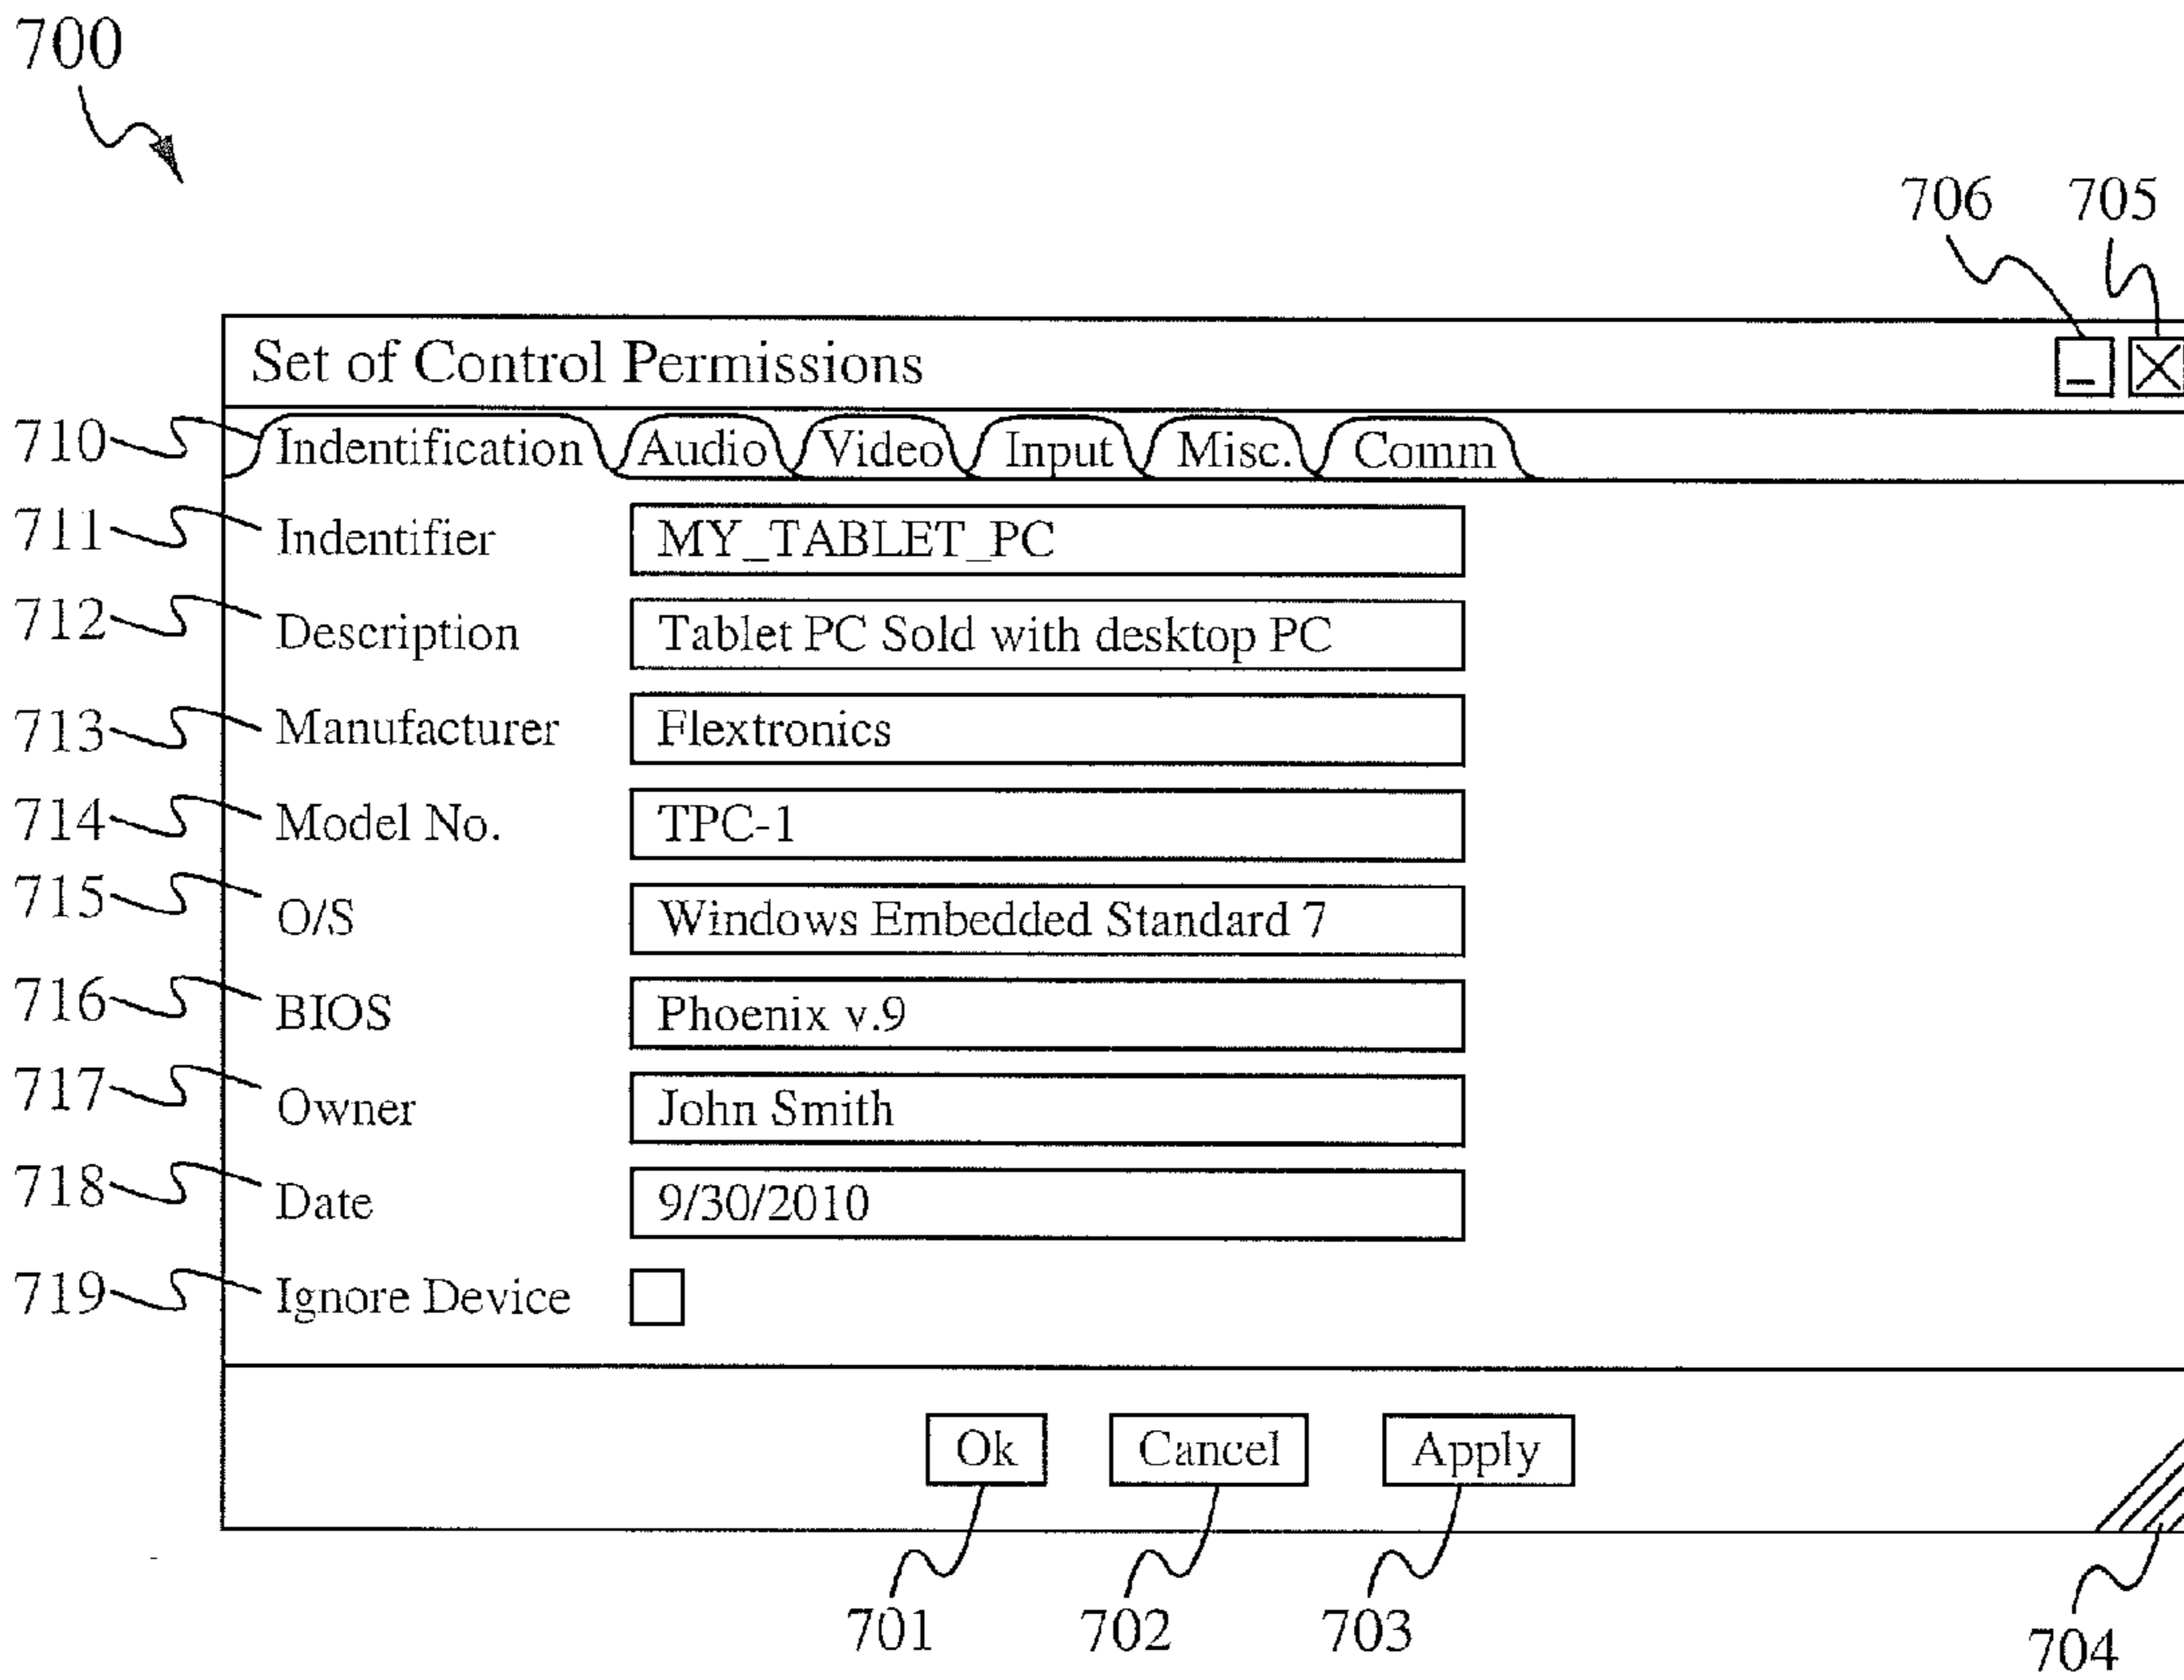 700
706 705
Set of Control Permissions
710 Indentification Audio Video Input Misc. Comm
711 Indentifier MY_TABLET_PC
712 Description Tablet PC Sold with desktop PC
713 Manufacturer Flextronics
714 Model No. TPC-1
715 O/S Windows Embedded Standard 7
716 BIOS Phoenix v.9
717 Owner John Smith
718 Date 9/30/2010
719 Ignore Device
Ok Cancel Apply
701 702 703 704